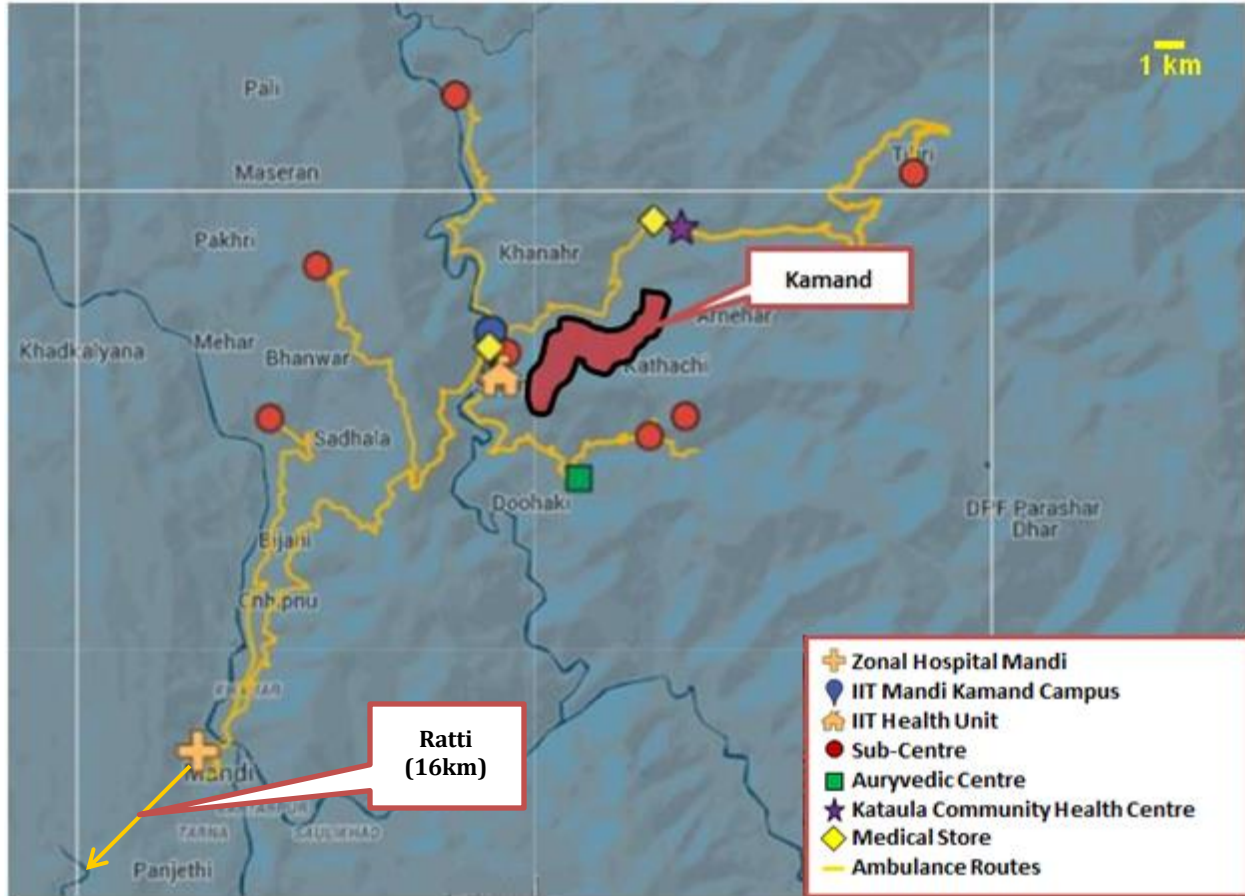 1 km
Pali
Maseran
Pakhri
Khanahr
Kamand
Arnehar
Khadkalyana
Mehar
Bhanwar
Kathachi
Sadhala
Doohaki
DPF Parashar
Dhar
Bijani
Ratti
(16km)
Mandi
TARNA
SAULIKHAD
Panjethi
Zonal Hospital Mandi
IIT Mandi Kamand Campus
IIT Health Unit
Sub-Centre
Auryvedic Centre
Kataula Community Health Centre
Medical Store
Ambulance Routes